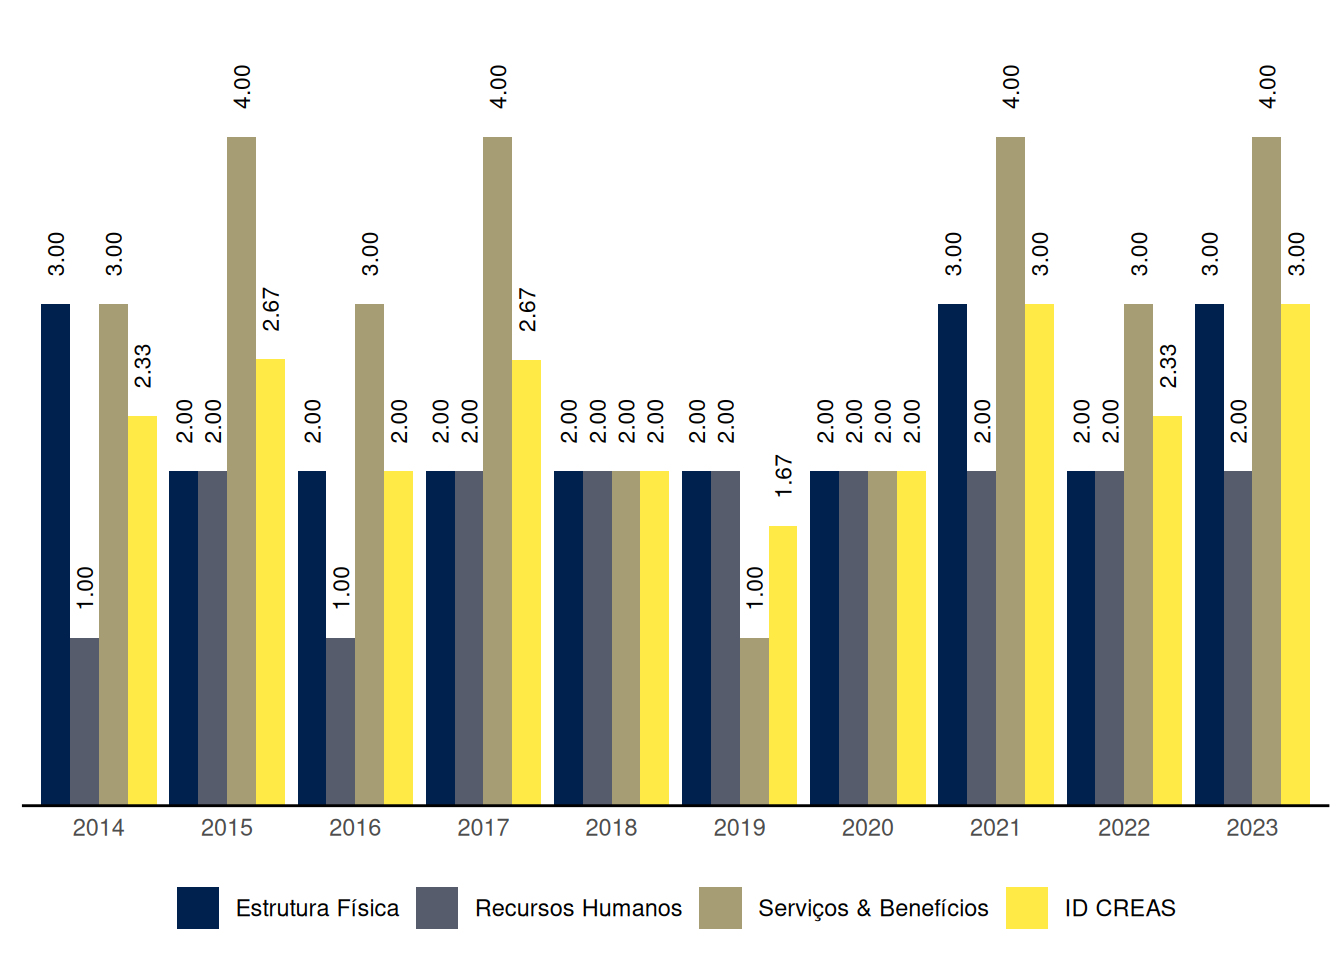 4.00 4.00 4.00 4.00
3.00 3.00 3.00 3.00 3.00 3.00 3.00 3.00
2.67 2.67
2.33 2.33
2.00 2.00 2.00 2.00 2.00 2.00 2.00 2.00 2.00 2.00 2.00 2.00 2.00 2.00 2.00 2.00 2.00 2.00 2.00 2.00
1.67
1.00 1.00 1.00
2014 2015 2016 2017 2018 2019 2020 2021 2022 2023
Estrutura Física Recursos Humanos Serviços & Benefícios ID CREAS